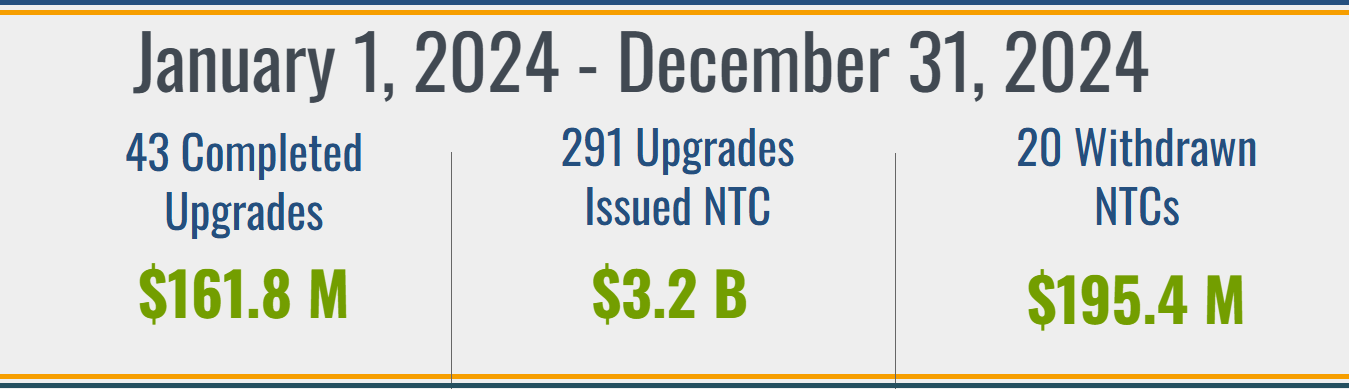 January 1, 2024 - December 31, 2024
43 Completed
Upgrades
$161.8 M
291 Upgrades
Issued NTC
$3.2 B
20 Withdrawn
NTCs
$195.4 M